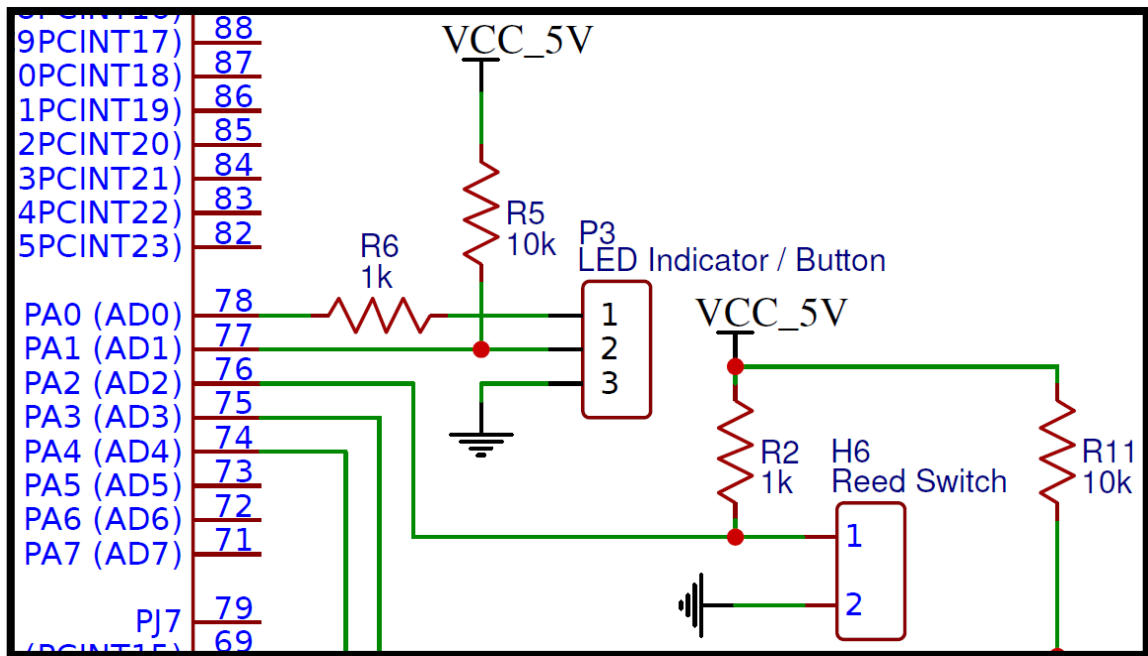 88
9PCINT17)
87
0PCINT18)
86
1PCINT19)
85
2PCINT20)
84
3PCINT21)
83
4PCINT22)
82
5PCINT23)
78
PA0 (AD0)
77
PA1 (AD1)
76
PA2 (AD2)
75
PA3 (AD3)
74
PA4 (AD4)
73
PA5 (AD5)
72
PA6 (AD6)
71
PA7 (AD7)
79
PJ7
69
VCC_5V
R5
10k
R6
1k
P3
LED Indicator / Button
1
2
3
VCC_5V
R2
1k
H6
Reed Switch
1
2
R11
10k